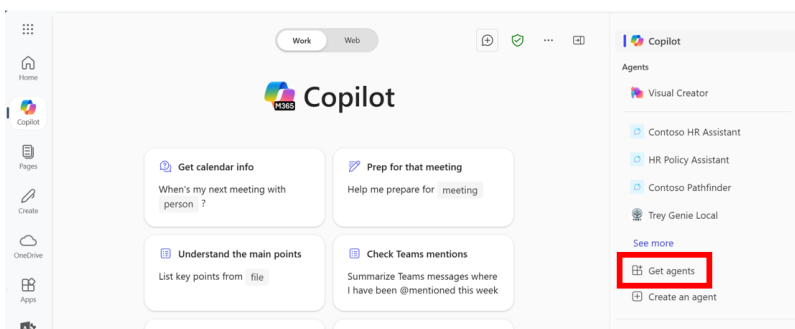 Home
Copilot
Pages
Create
OneDrive
Apps
Work
Web
M365
Copilot
Get calendar info
When's my next meeting with
person ?
Prep for that meeting
Help me prepare for meeting
Understand the main points
List key points from file
Check Teams mentions
Summarize Teams messages where
I have been @mentioned this week
Copilot
Agents
Visual Creator
Contoso HR Assistant
HR Policy Assistant
Contoso Pathfinder
Trey Genie Local
See more
Get agents
Create an agent